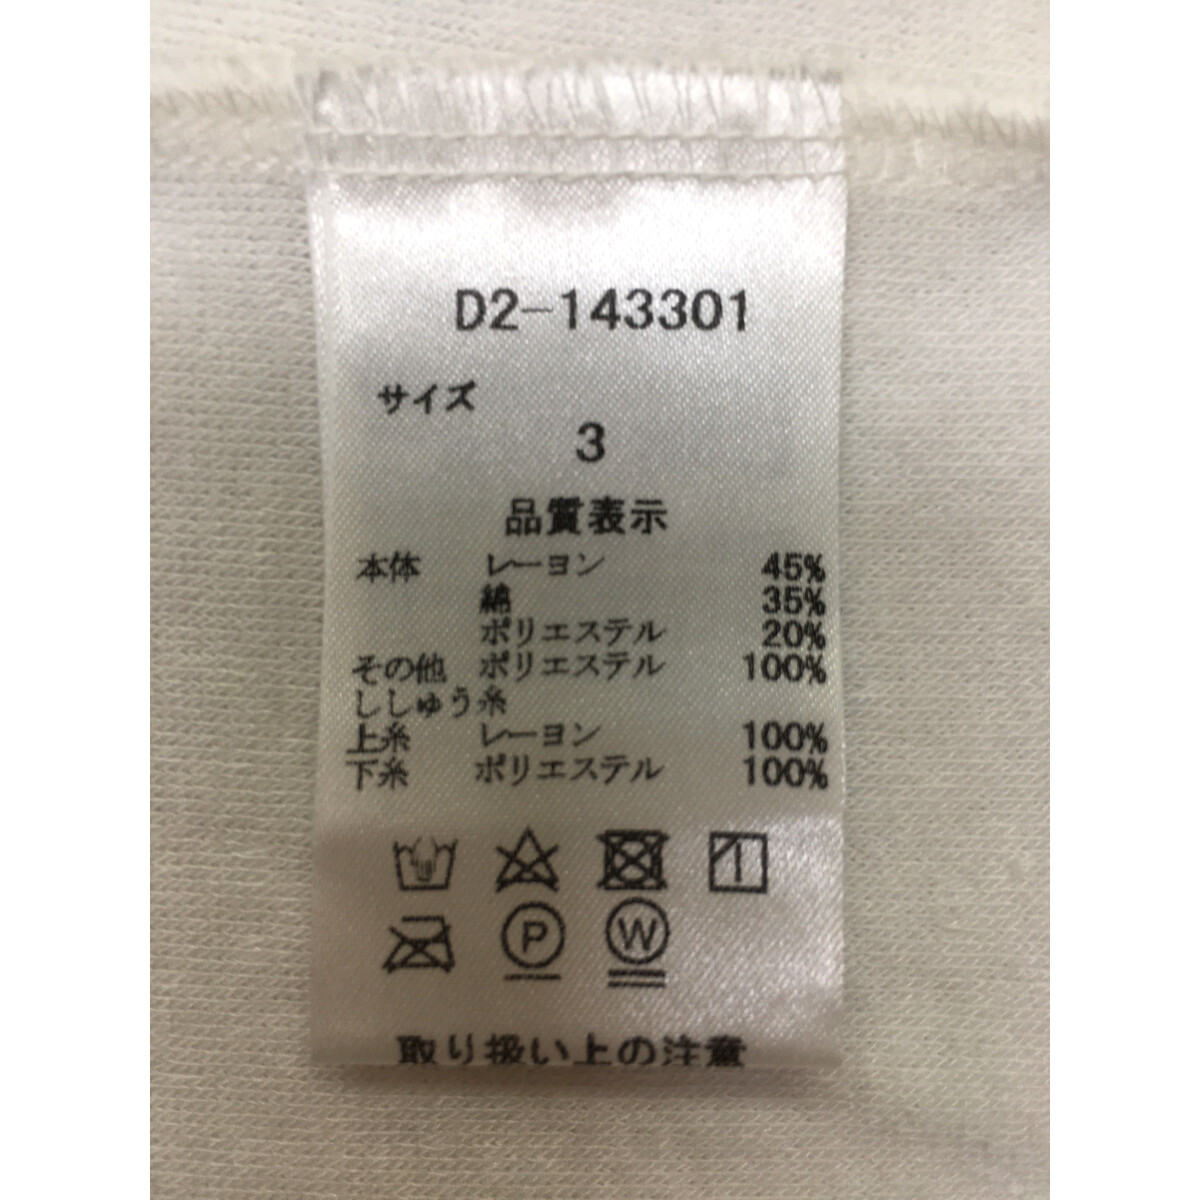 D2-143301
サイズ
3
品質表示
本体 レーヨン 45%
綿 35%
ポリエステル 20%
その他 ポリエステル 100%
ししゅう糸
上糸 レーヨン 100%
下糸 ポリエステル 100%
P W
取り扱い上の注意